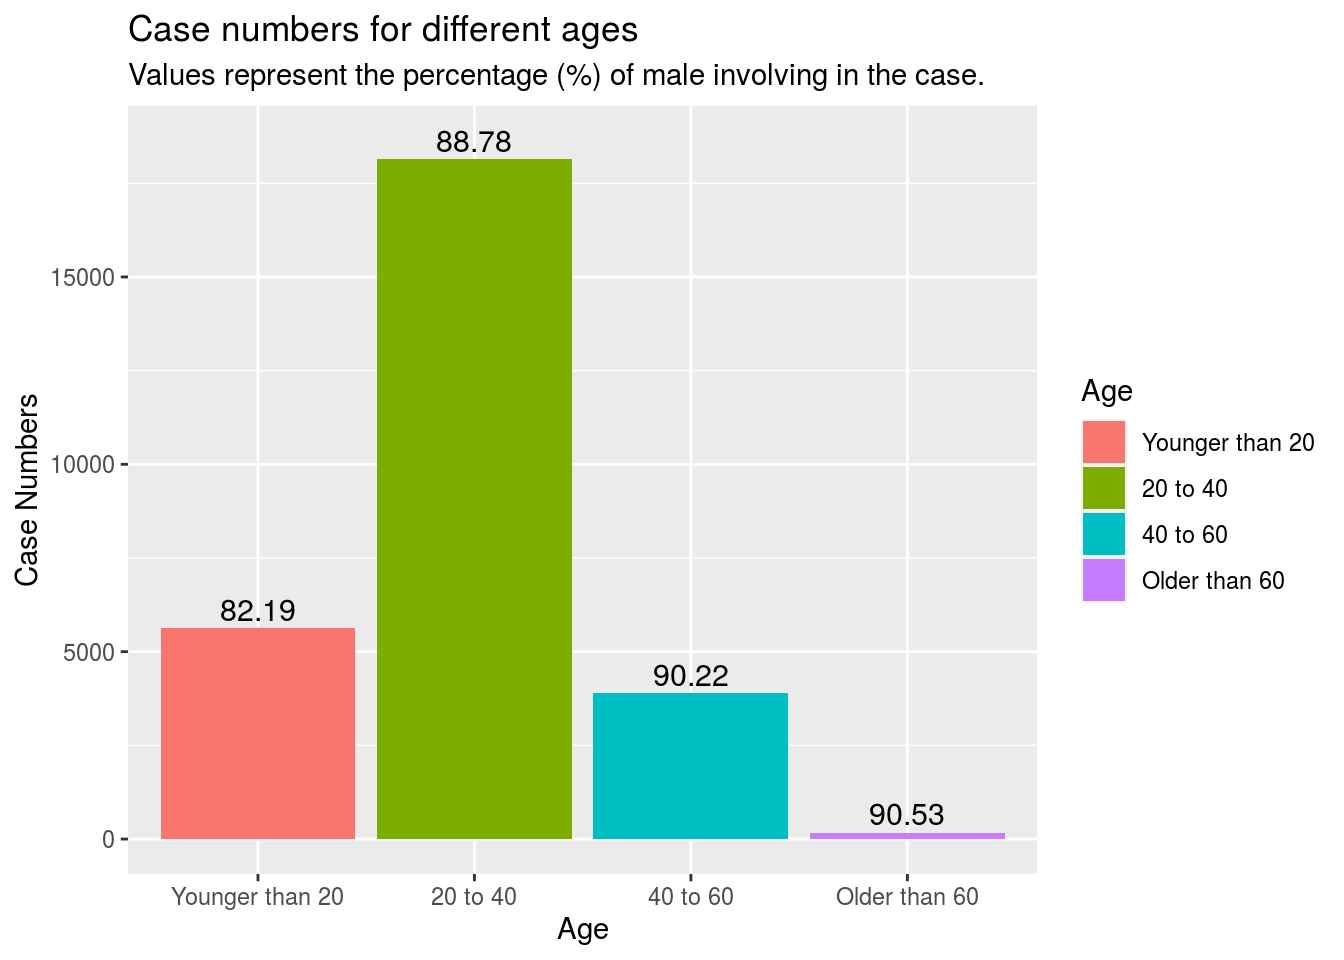 Case numbers for different ages
Values represent the percentage (%) of male involving in the case.
88.78
82.19
90.22
90.53
15000
10000
5000
0
Case Numbers
Younger than 20
20 to 40
40 to 60
Older than 60
Age
Age
Younger than 20
20 to 40
40 to 60
Older than 60